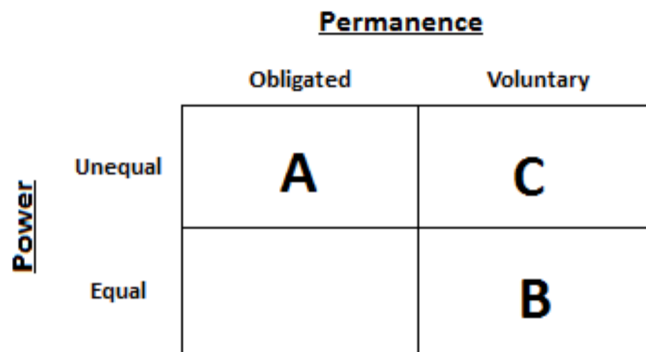 Permanence
Obligated Voluntary
Unequal A C
Power
Equal B